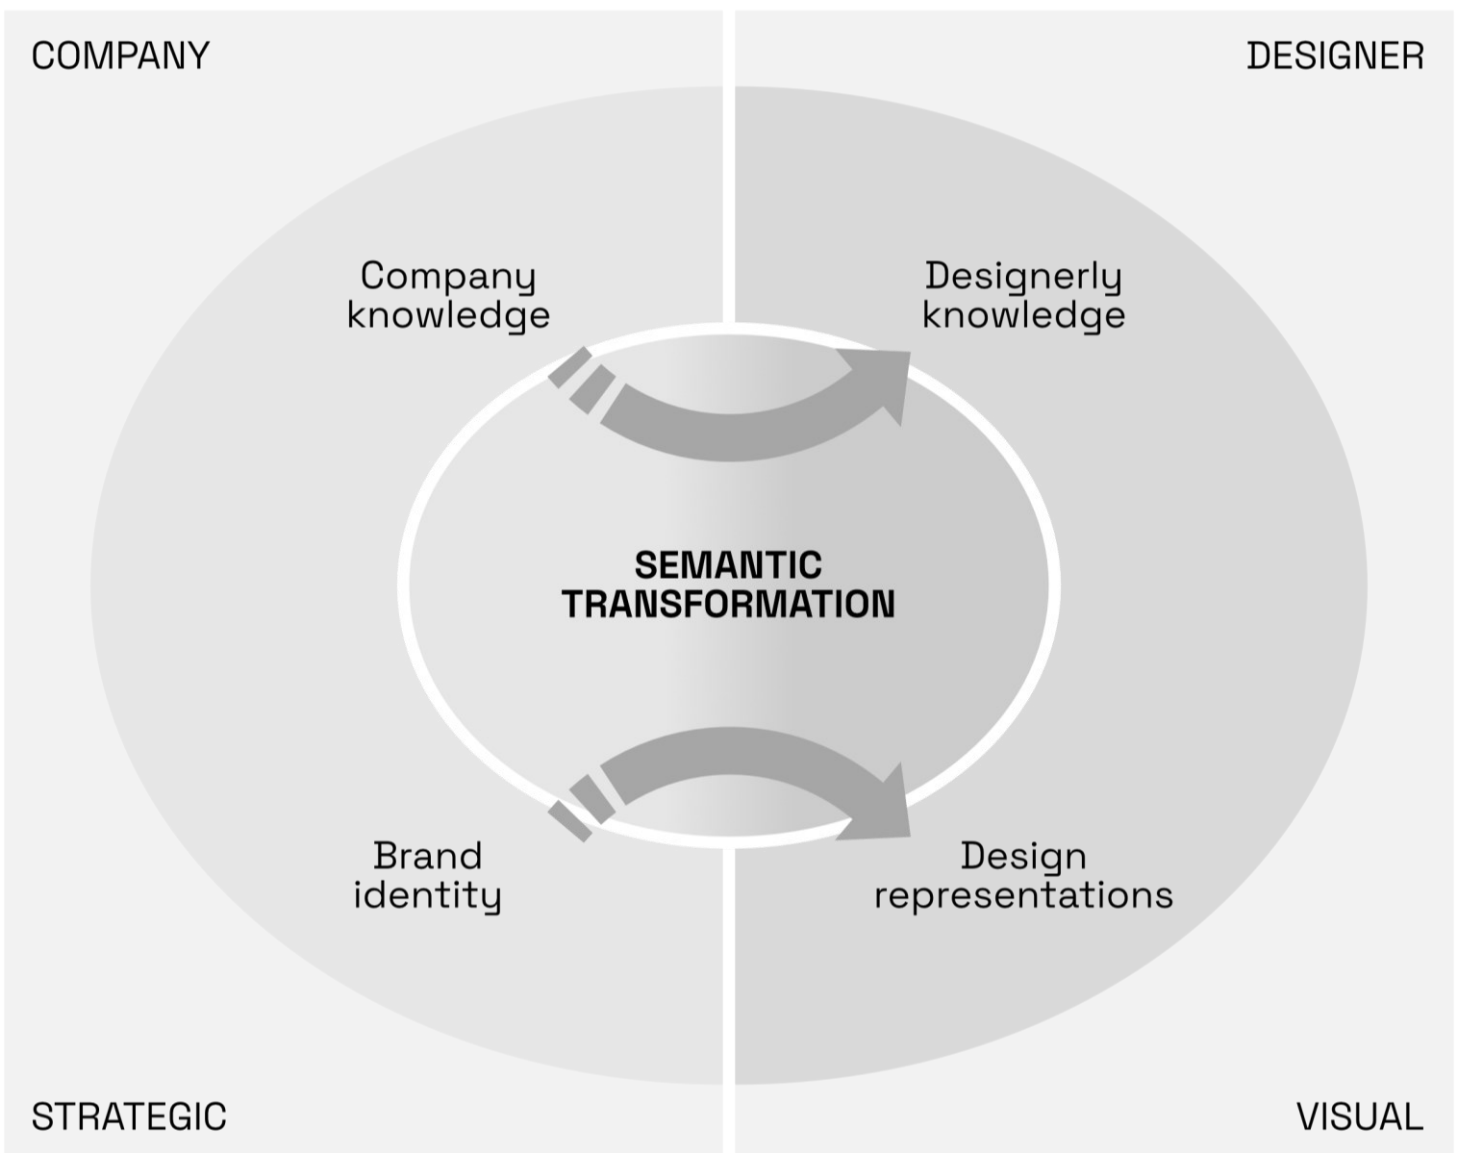 COMPANY
DESIGNER
Company
knowledge
Designerly
knowledge
SEMANTIC
TRANSFORMATION
Brand
identity
Design
representations
STRATEGIC
VISUAL